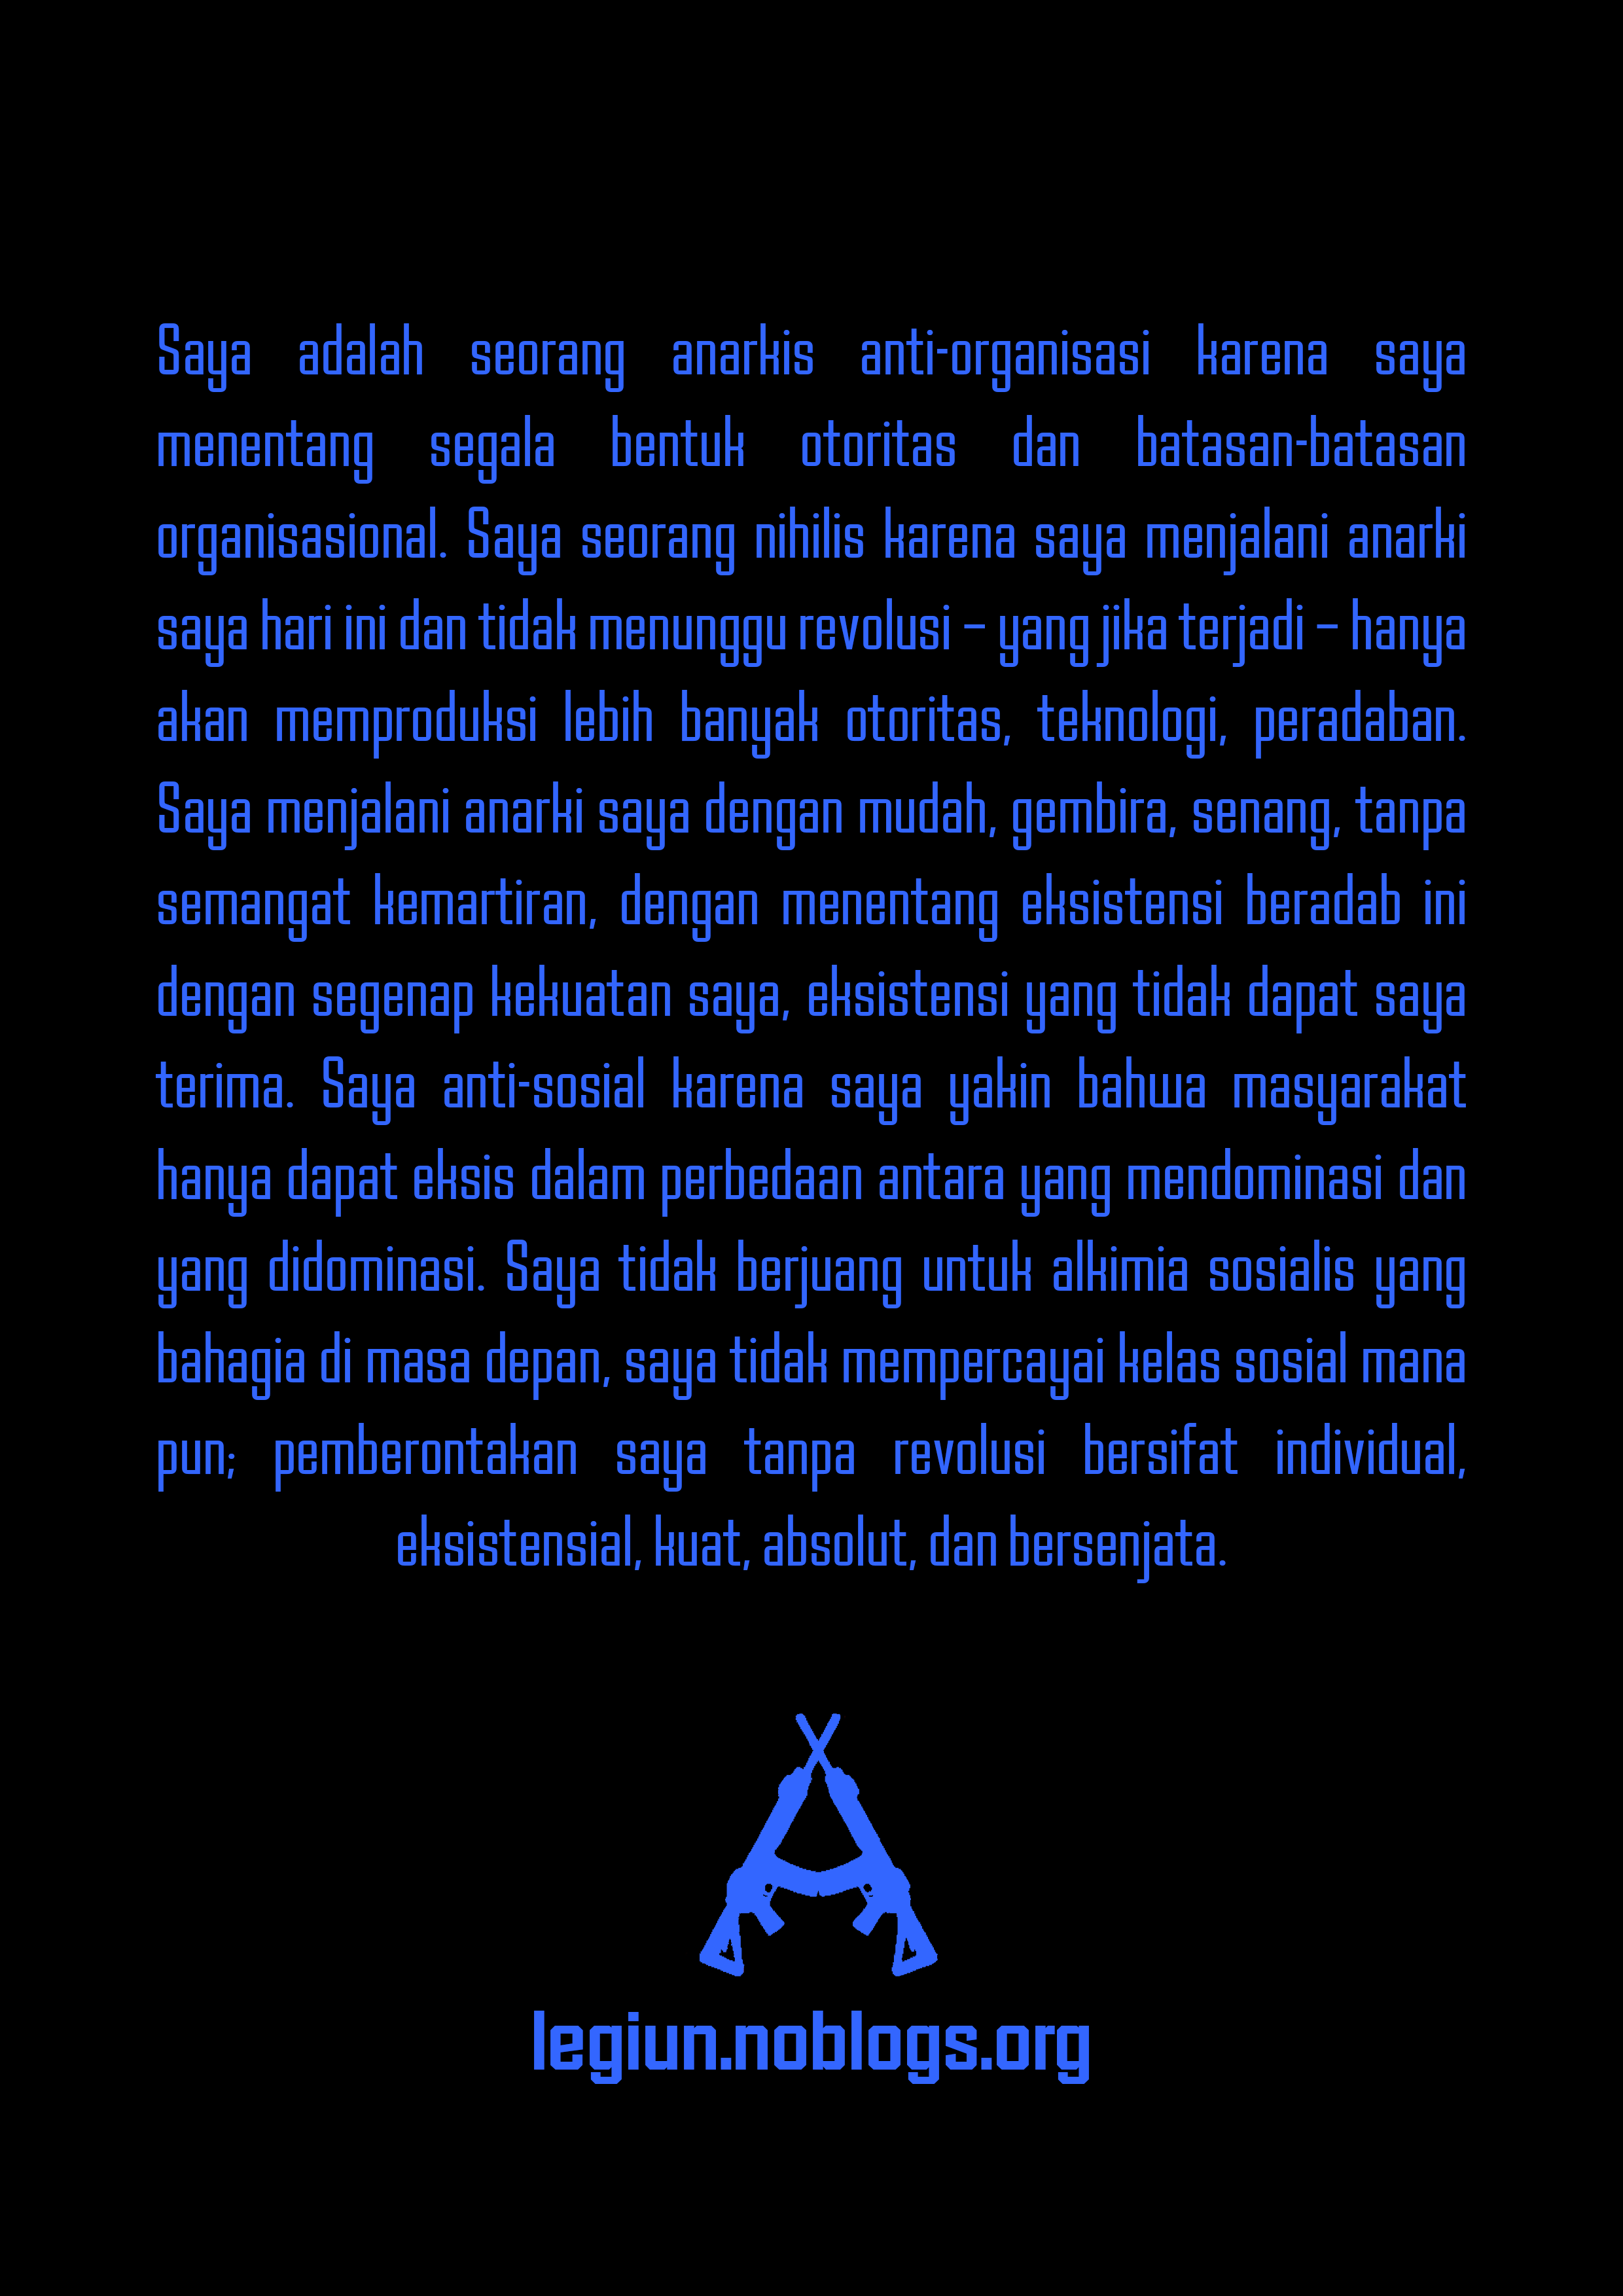 Saya adalah seorang anarkis anti-organisasi karena saya
menentang segala bentuk otoritas dan batasan-batasan
organisasional. Saya seorang nihilis karena saya menjalani anarki
saya hari ini dan tidak menunggu revolusi – yang jika terjadi – hanya
akan memproduksi lebih banyak otoritas, teknologi, peradaban.
Saya menjalani anarki saya dengan mudah, gembira, senang, tanpa
semangat kemartiran, dengan menentang eksistensi beradab ini
dengan segenap kekuatan saya, eksistensi yang tidak dapat saya
terima. Saya anti-sosial karena saya yakin bahwa masyarakat
hanya dapat eksis dalam perbedaan antara yang mendominasi dan
yang didominasi. Saya tidak berjuang untuk alkimia sosialis yang
bahagia di masa depan, saya tidak mempercayai kelas sosial mana
pun; pemberontakan saya tanpa revolusi bersifat individual,
eksistensial, kuat, absolut, dan bersenjata.
legiun.noblogs.org